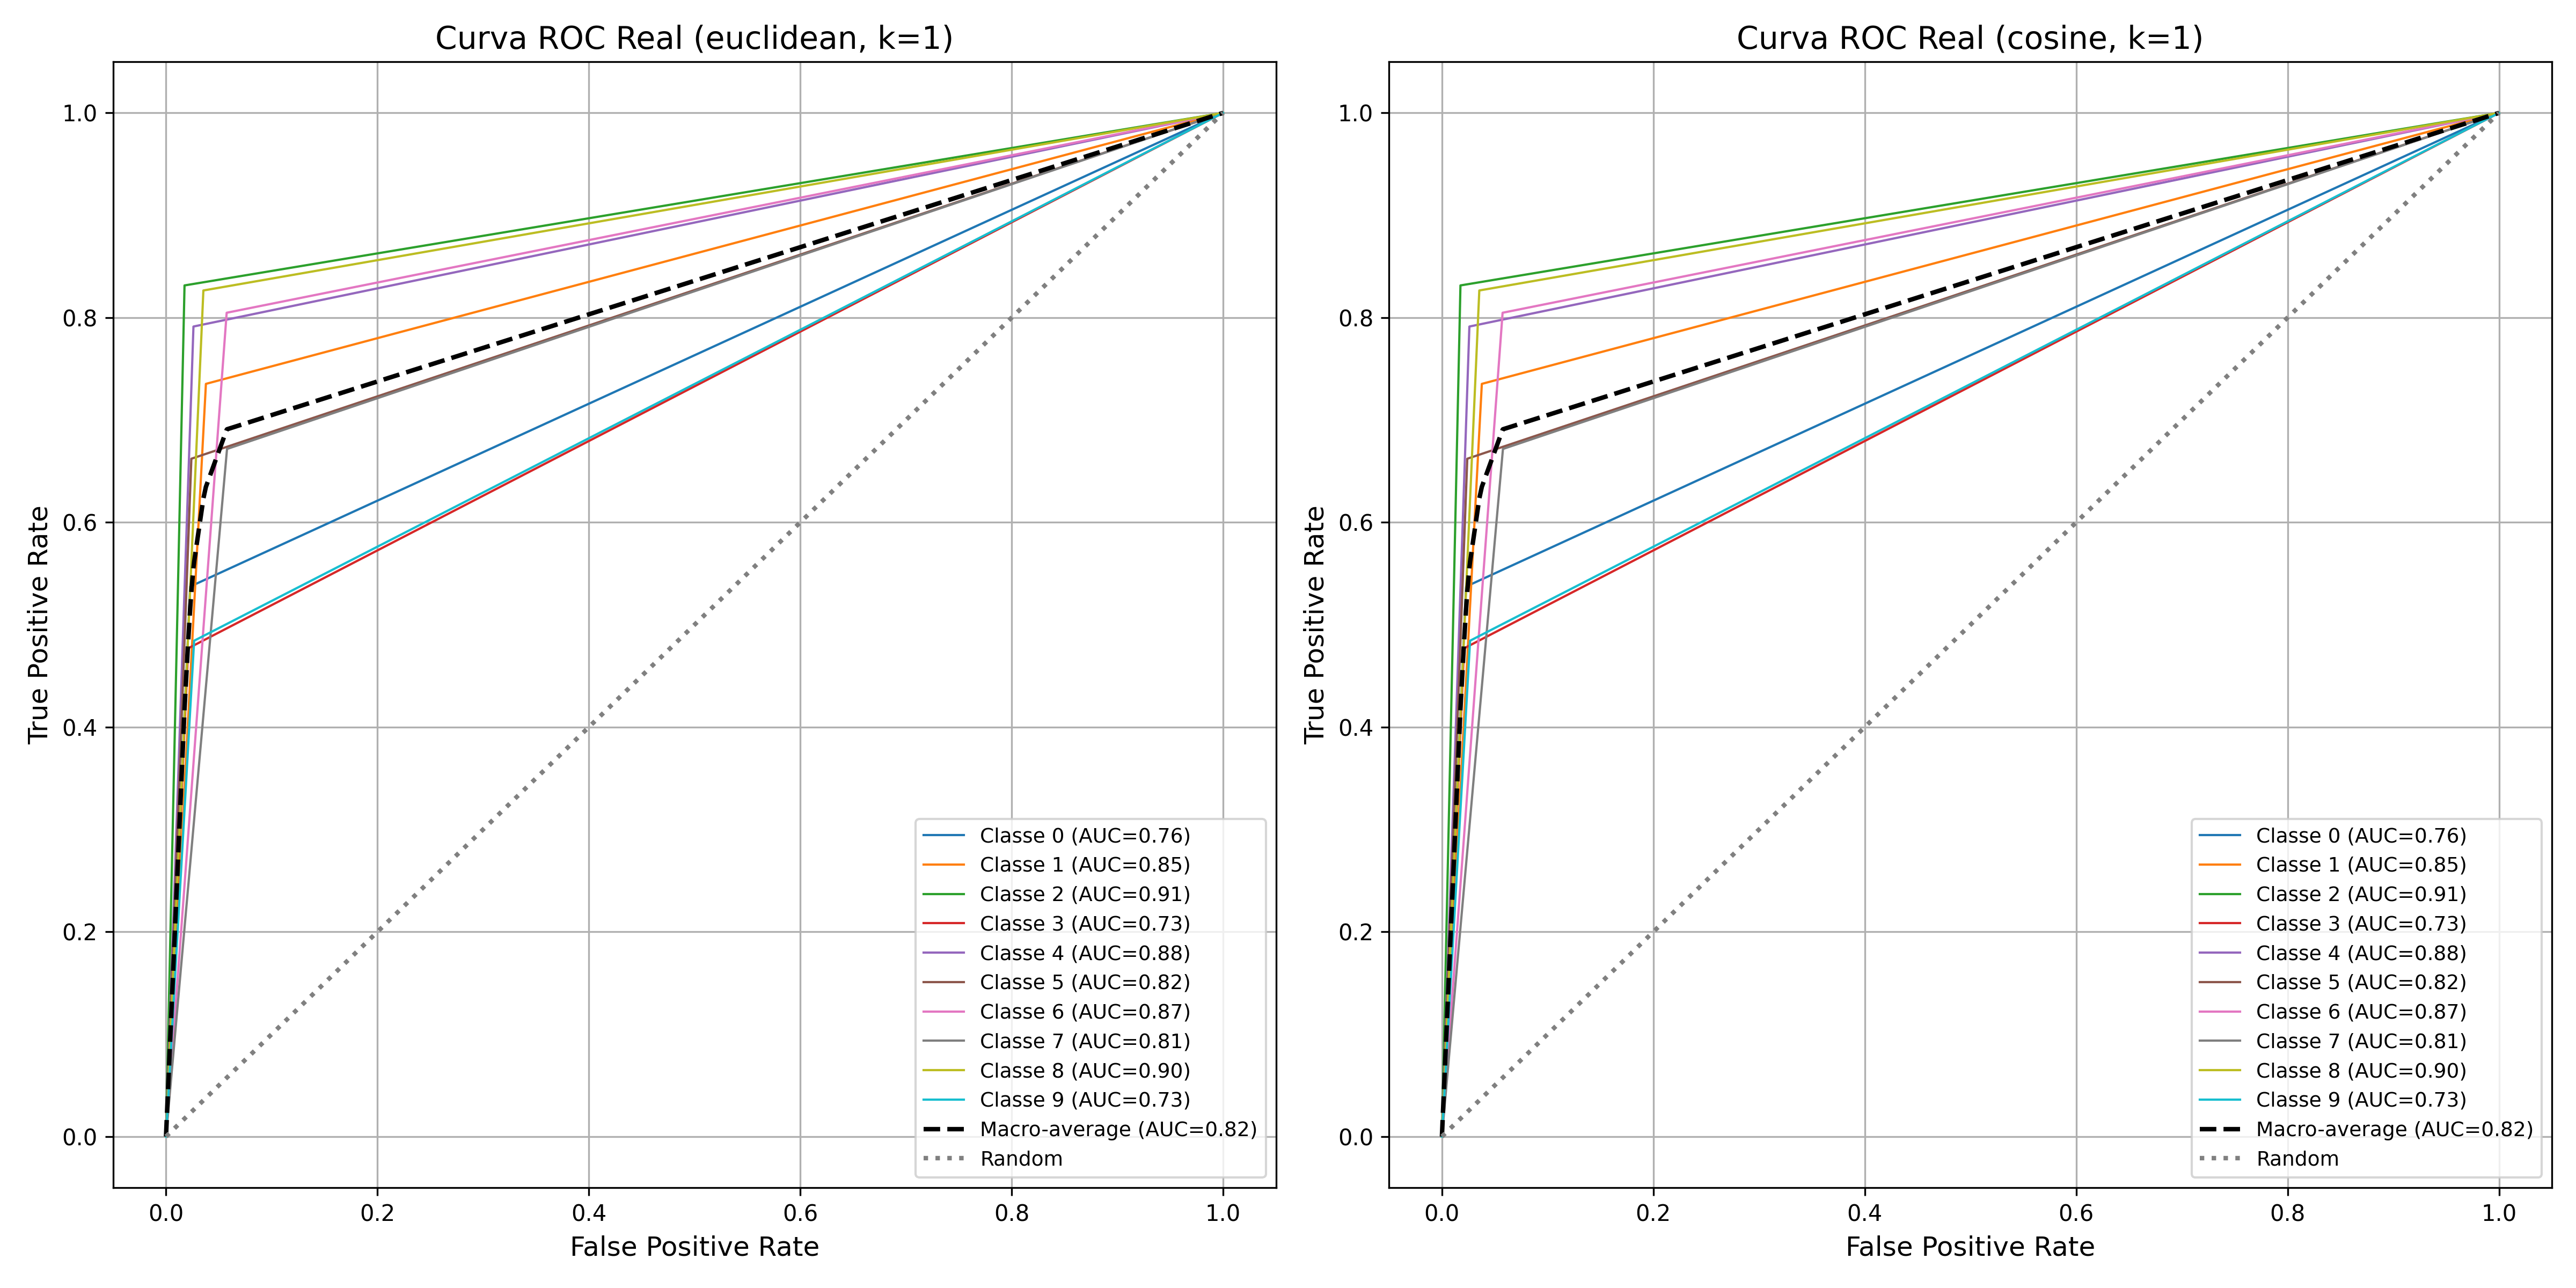 Curva ROC Real (euclidean, k=1)
True Positive Rate
1.0
0.8
0.6
0.4
0.2
0.0
Classe 0 (AUC=0.76)
Classe 1 (AUC=0.85)
Classe 2 (AUC=0.91)
Classe 3 (AUC=0.73)
Classe 4 (AUC=0.88)
Classe 5 (AUC=0.82)
Classe 6 (AUC=0.87)
Classe 7 (AUC=0.81)
Classe 8 (AUC=0.90)
Classe 9 (AUC=0.73)
Macro-average (AUC=0.82)
Random
0.0 0.2 0.4 0.6 0.8 1.0
False Positive Rate
Curva ROC Real (cosine, k=1)
True Positive Rate
1.0
0.8
0.6
0.4
0.2
0.0
Classe 0 (AUC=0.76)
Classe 1 (AUC=0.85)
Classe 2 (AUC=0.91)
Classe 3 (AUC=0.73)
Classe 4 (AUC=0.88)
Classe 5 (AUC=0.82)
Classe 6 (AUC=0.87)
Classe 7 (AUC=0.81)
Classe 8 (AUC=0.90)
Classe 9 (AUC=0.73)
Macro-average (AUC=0.82)
Random
0.0 0.2 0.4 0.6 0.8 1.0
False Positive Rate